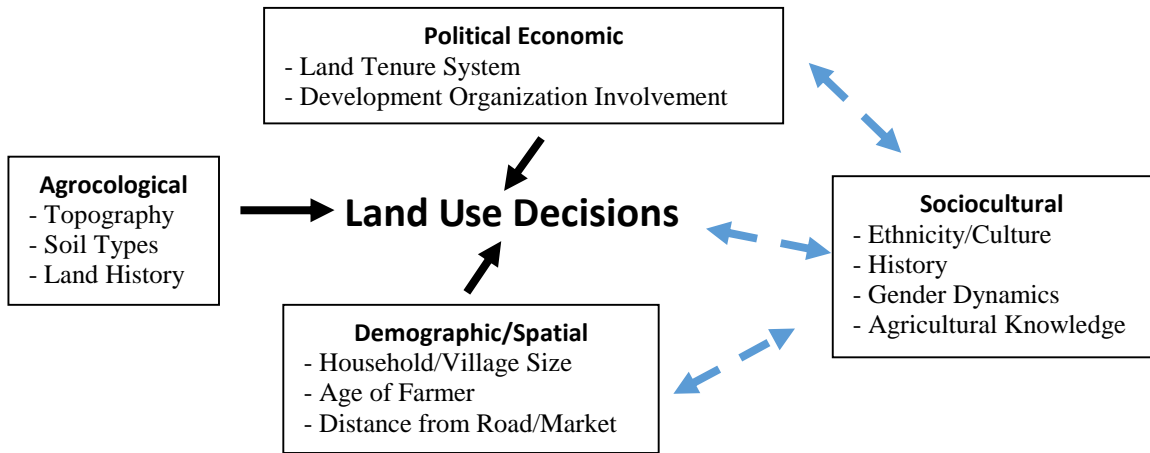 Political Economic
- Land Tenure System
- Development Organization Involvement
Agrocological
- Topography
- Soil Types
- Land History
Land Use Decisions
Sociocultural
- Ethnicity/Culture
- History
- Gender Dynamics
- Agricultural Knowledge
Demographic/Spatial
- Household/Village Size
- Age of Farmer
- Distance from Road/Market